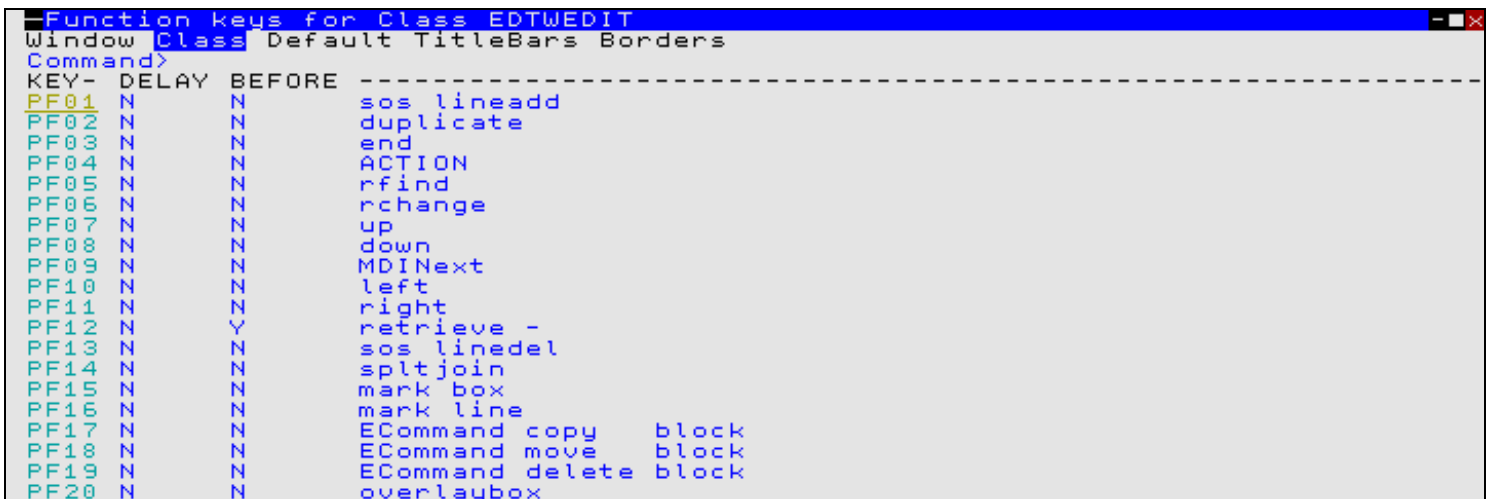 Function keys for Class EDTWEDIT
Window Class Default TitleBars Borders
Command>
KEY- DELAY BEFORE -------------------------------------------------------------
PF01 N N sos lineadd
PF02 N N duplicate
PF03 N N end
PF04 N N ACTION
PF05 N N rfind
PF06 N N rchange
PF07 N N up
PF08 N N down
PF09 N N MDINext
PF10 N N left
PF11 N N right
PF12 N Y retrieve -
PF13 N N sos linedel
PF14 N N spltjoin
PF15 N N mark box
PF16 N N mark line
PF17 N N ECommand copy block
PF18 N N ECommand move block
PF19 N N ECommand delete block
PF20 N N overlaybox